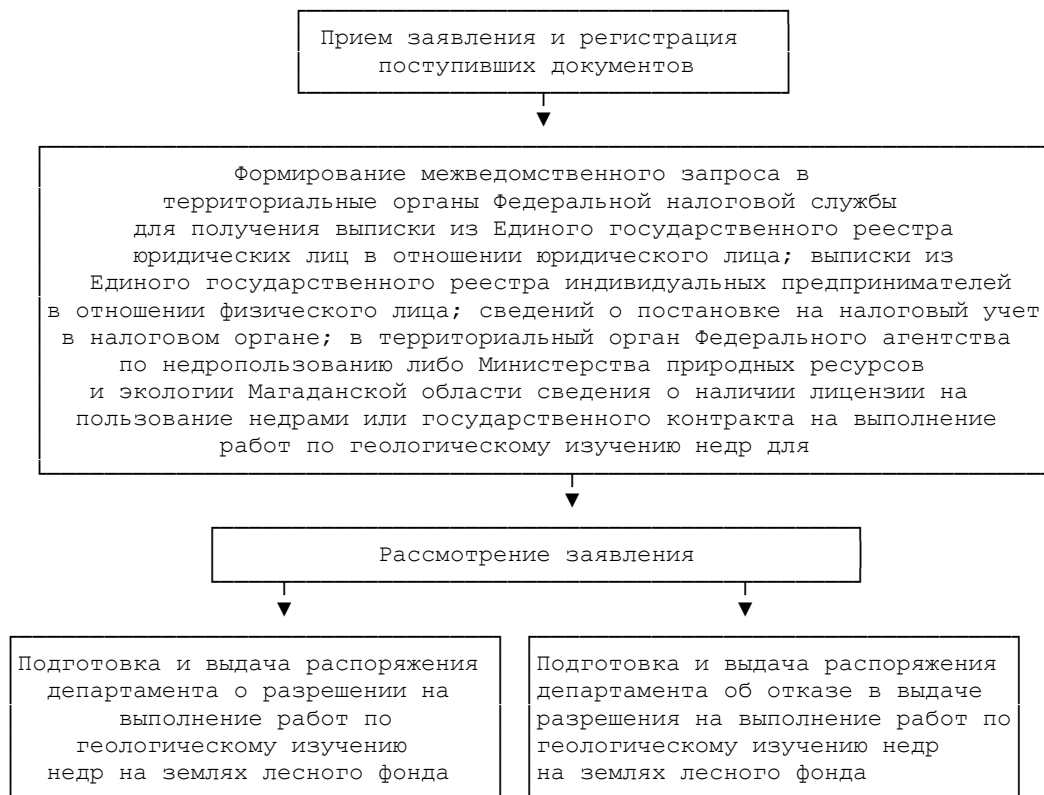 Прием заявления и регистрация
поступивших документов
Формирование межведомственного запроса в
территориальные органы Федеральной налоговой службы
для получения выписки из Единого государственного реестра
юридических лиц в отношении юридического лица; выписки из
Единого государственного реестра индивидуальных предпринимателей
в отношении физического лица; сведений о постановке на налоговый учет
в налоговом органе; в территориальный орган Федерального агентства
по недропользованию либо Министерства природных ресурсов
и экологии Магаданской области сведения о наличии лицензии на
пользование недрами или государственного контракта на выполнение
работ по геологическому изучению недр для
Рассмотрение заявления
Подготовка и выдача распоряжения
департамента о разрешении на
выполнение работ по
геологическому изучению
недр на землях лесного фонда
Подготовка и выдача распоряжения
департамента об отказе в выдаче
разрешения на выполнение работ по
геологическому изучению недр
на землях лесного фонда